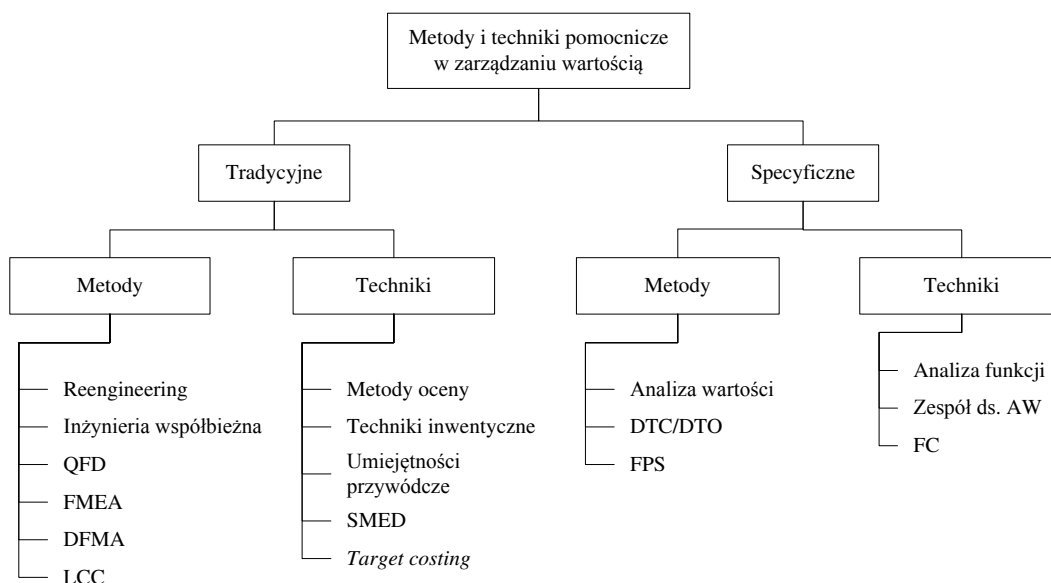 Metody i techniki pomocnicze
w zarządzaniu wartością
Tradycyjne
Specyficzne
Metody
Techniki
Metody
Techniki
Reengineering
Inżynieria współbieżna
QFD
FMEA
DFMA
LCC
Metody oceny
Techniki inwentyczne
Umiejętności
przywódcze
SMED
Target costing
Analiza wartości
DTC/DTO
FPS
Analiza funkcji
Zespół ds. AW
FC